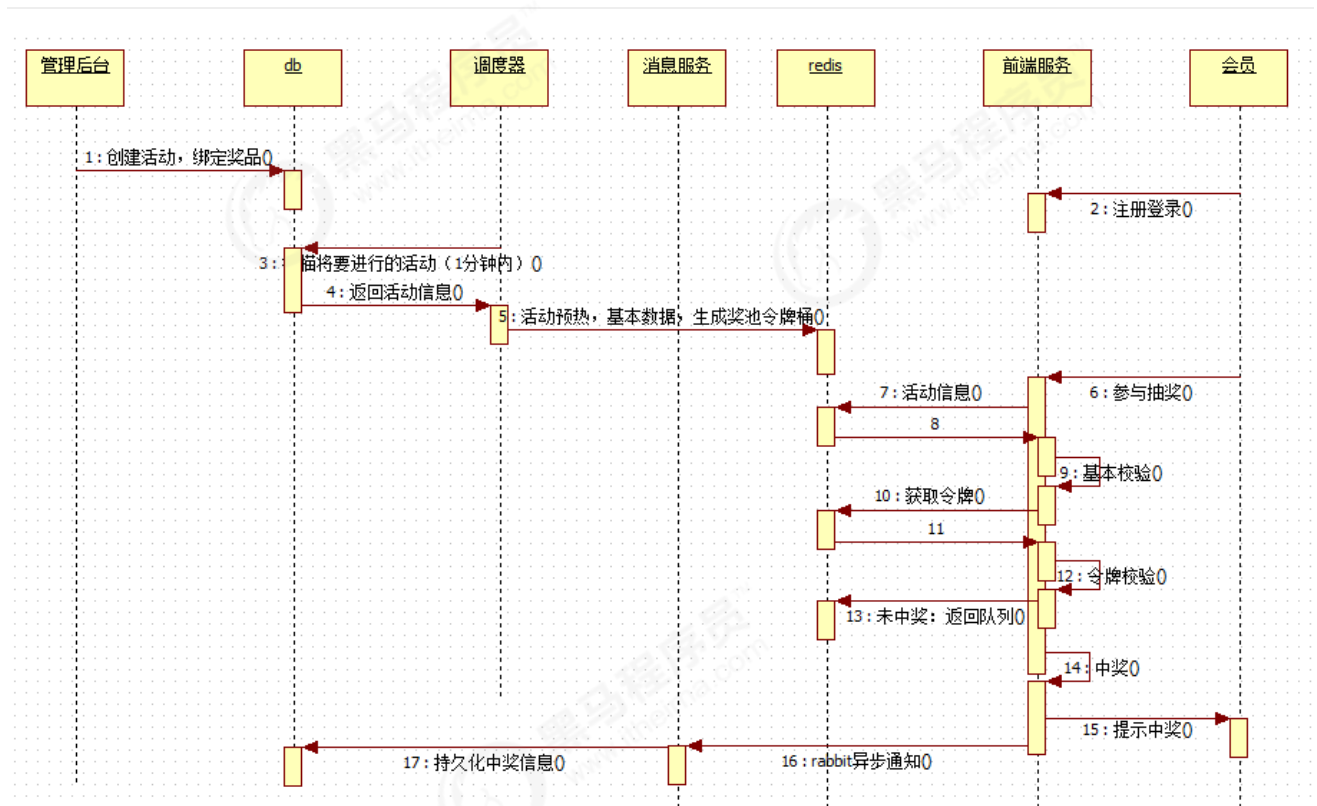 管理后台
db
调度器
消息服务
redis
前端服务
会员
1 : 创建活动，绑定奖品()
2 : 注册登录()
3 : 描将要进行的活动（1分钟内）()
4 : 返回活动信息()
5 : 活动预热，基本数据，生成奖池令牌桶()
6 : 参与抽奖()
7 : 活动信息()
8
9 : 基本校验()
10 : 获取令牌()
11
12 : 令牌校验()
13 : 未中奖：返回队列()
14 : 中奖()
15 : 提示中奖()
16 : rabbit异步通知()
17 : 持久化中奖信息()
黑马程序员